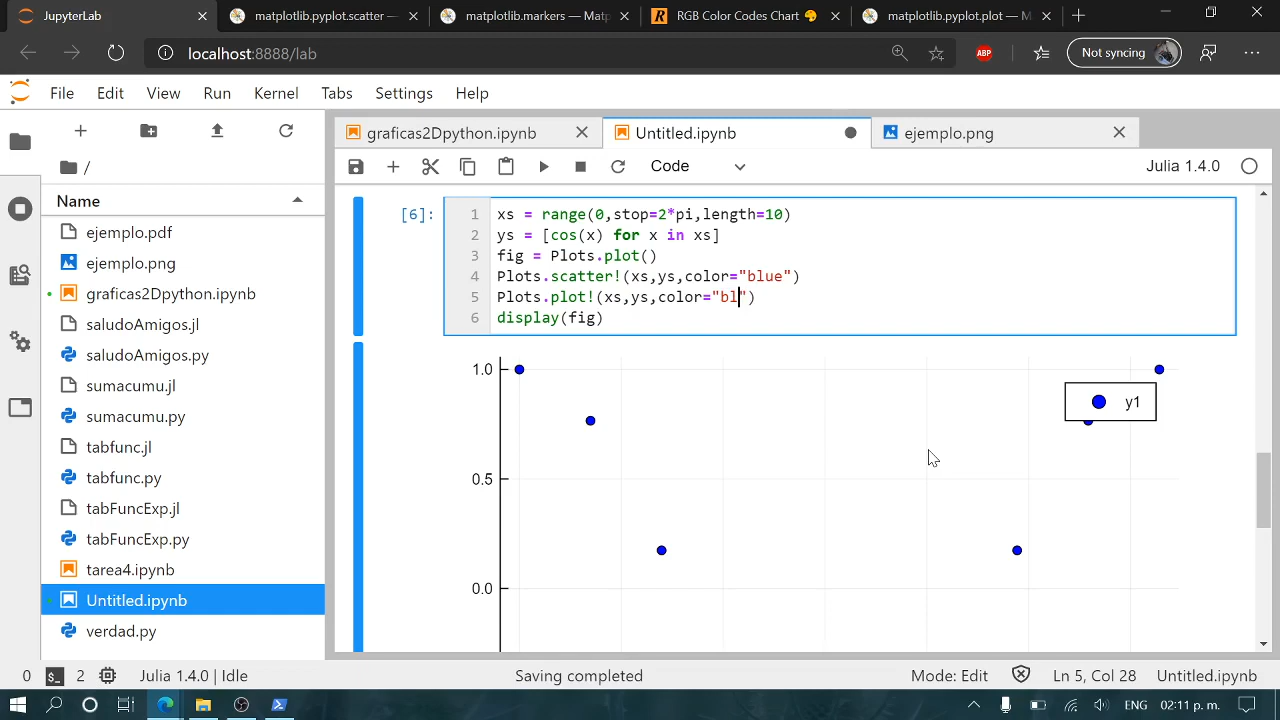 JupyterLab
matplotlib.pyplot.scatter —
matplotlib.markers — Mat
RGB Color Codes Chart
matplotlib.pyplot.plot — M
localhost:8888/lab
ABP
Not syncing
File Edit View Run Kernel Tabs Settings Help
graficas2Dpython.ipynb
Untitled.ipynb
ejemplo.png
/
Code
Julia 1.4.0
Name
ejemplo.pdf
ejemplo.png
graficas2Dpython.ipynb
saludoAmigos.jl
saludoAmigos.py
sumacumu.jl
sumacumu.py
tabfunc.jl
tabfunc.py
tabFuncExp.jl
tabFuncExp.py
tarea4.ipynb
Untitled.ipynb
verdad.py
[6]:
1 xs = range(0,stop=2*pi,length=10)
2 ys = [cos(x) for x in xs]
3 fig = Plots.plot()
4 Plots.scatter!(xs,ys,color="blue")
5 Plots.plot!(xs,ys,color="bl")
6 display(fig)
1.0
y1
0.5
0.0
0
2
Julia 1.4.0 | Idle
Saving completed
Mode: Edit
Ln 5, Col 28
Untitled.ipynb
ESP
02:11 p. m.